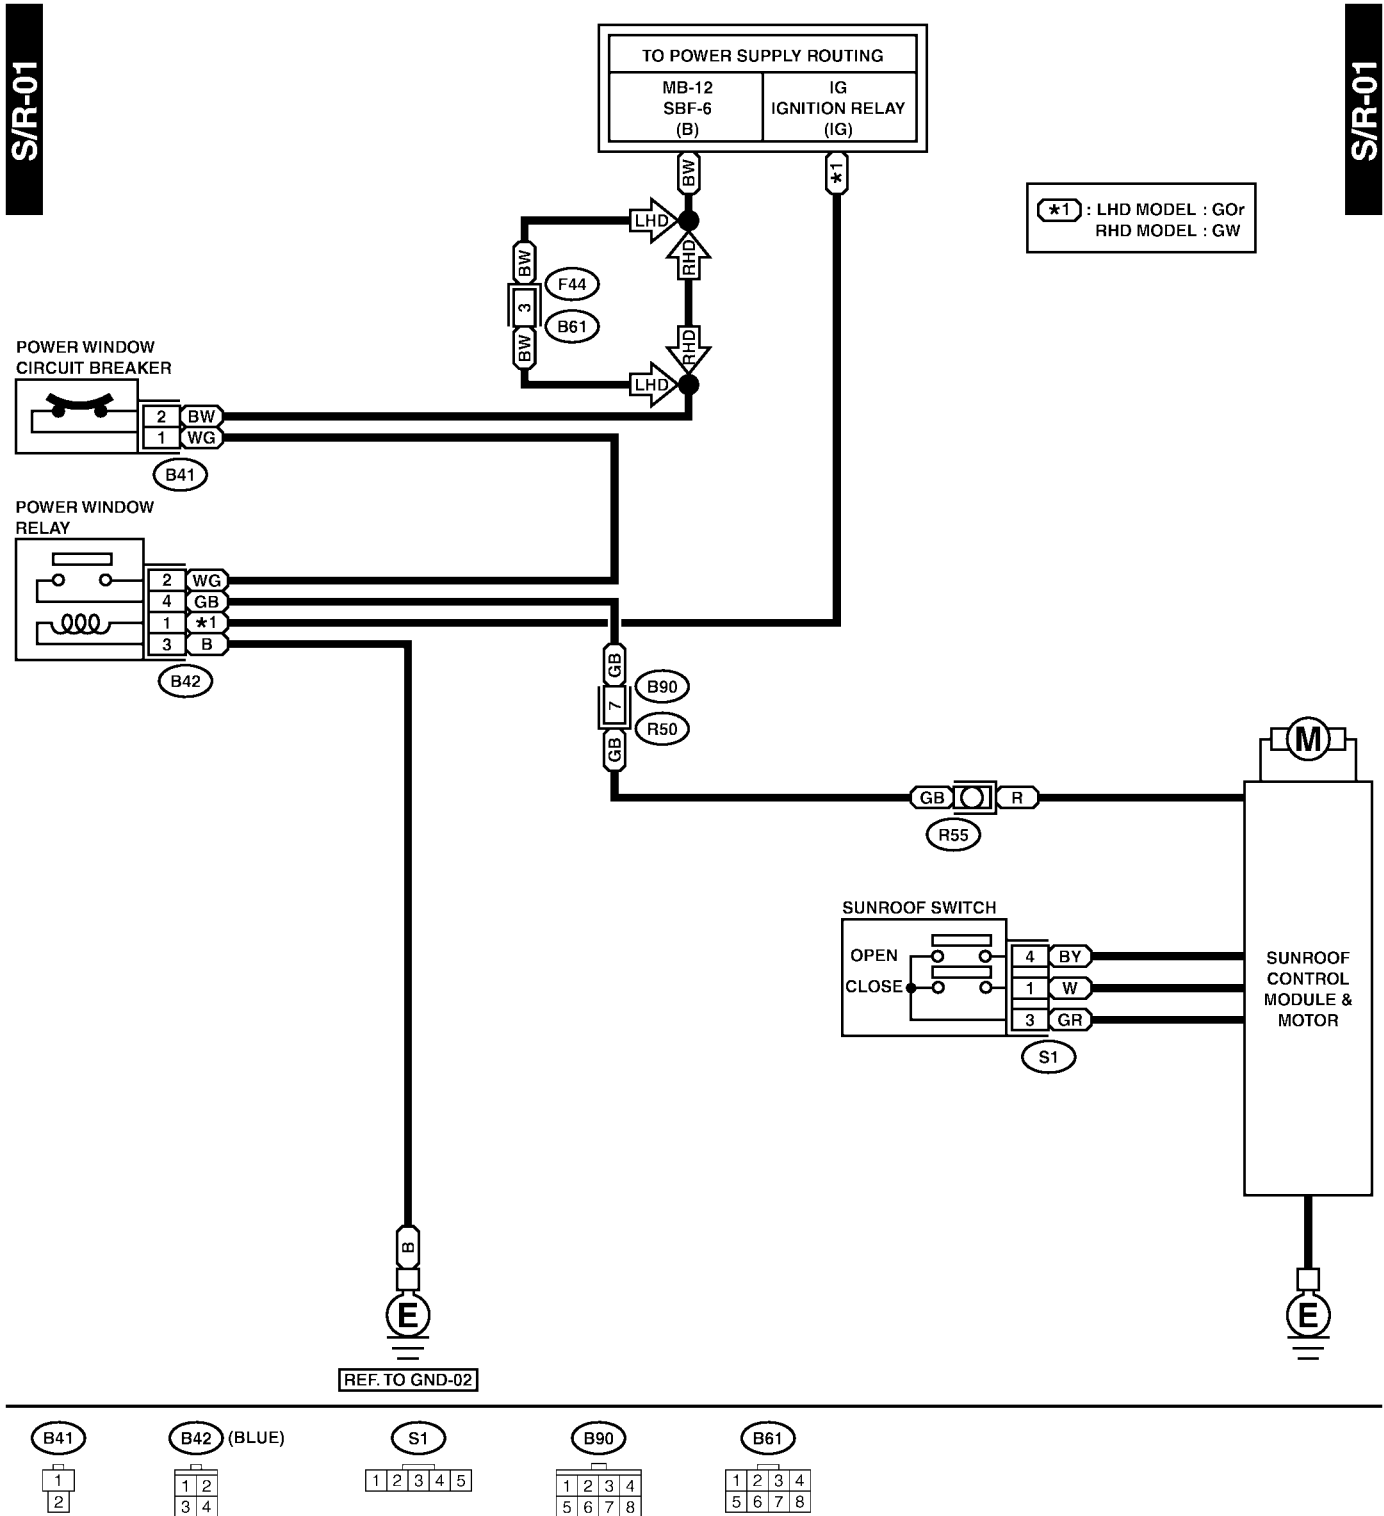 S/R-01
S/R-01
TO POWER SUPPLY ROUTING
MB-12
SBF-6
(B)
IG
IGNITION RELAY
(IG)
BW
*1
*1 : LHD MODEL : GOr
RHD MODEL : GW
LHD
RHD
BW
3
F44
B61
BW
RHD
LHD
POWER WINDOW
CIRCUIT BREAKER
2 BW
1 WG
B41
POWER WINDOW
RELAY
2 WG
4 GB
1 *1
3 B
B42
GB
7
B90
R50
GB
M
GB R
R55
SUNROOF SWITCH
OPEN
CLOSE
4 BY
1 W
3 GR
S1
SUNROOF
CONTROL
MODULE &
MOTOR
B
E
REF. TO GND-02
E
B41
1
2
B42 (BLUE)
1 2
3 4
S1
1 2 3 4 5
B90
1 2 3 4
5 6 7 8
B61
1 2 3 4
5 6 7 8